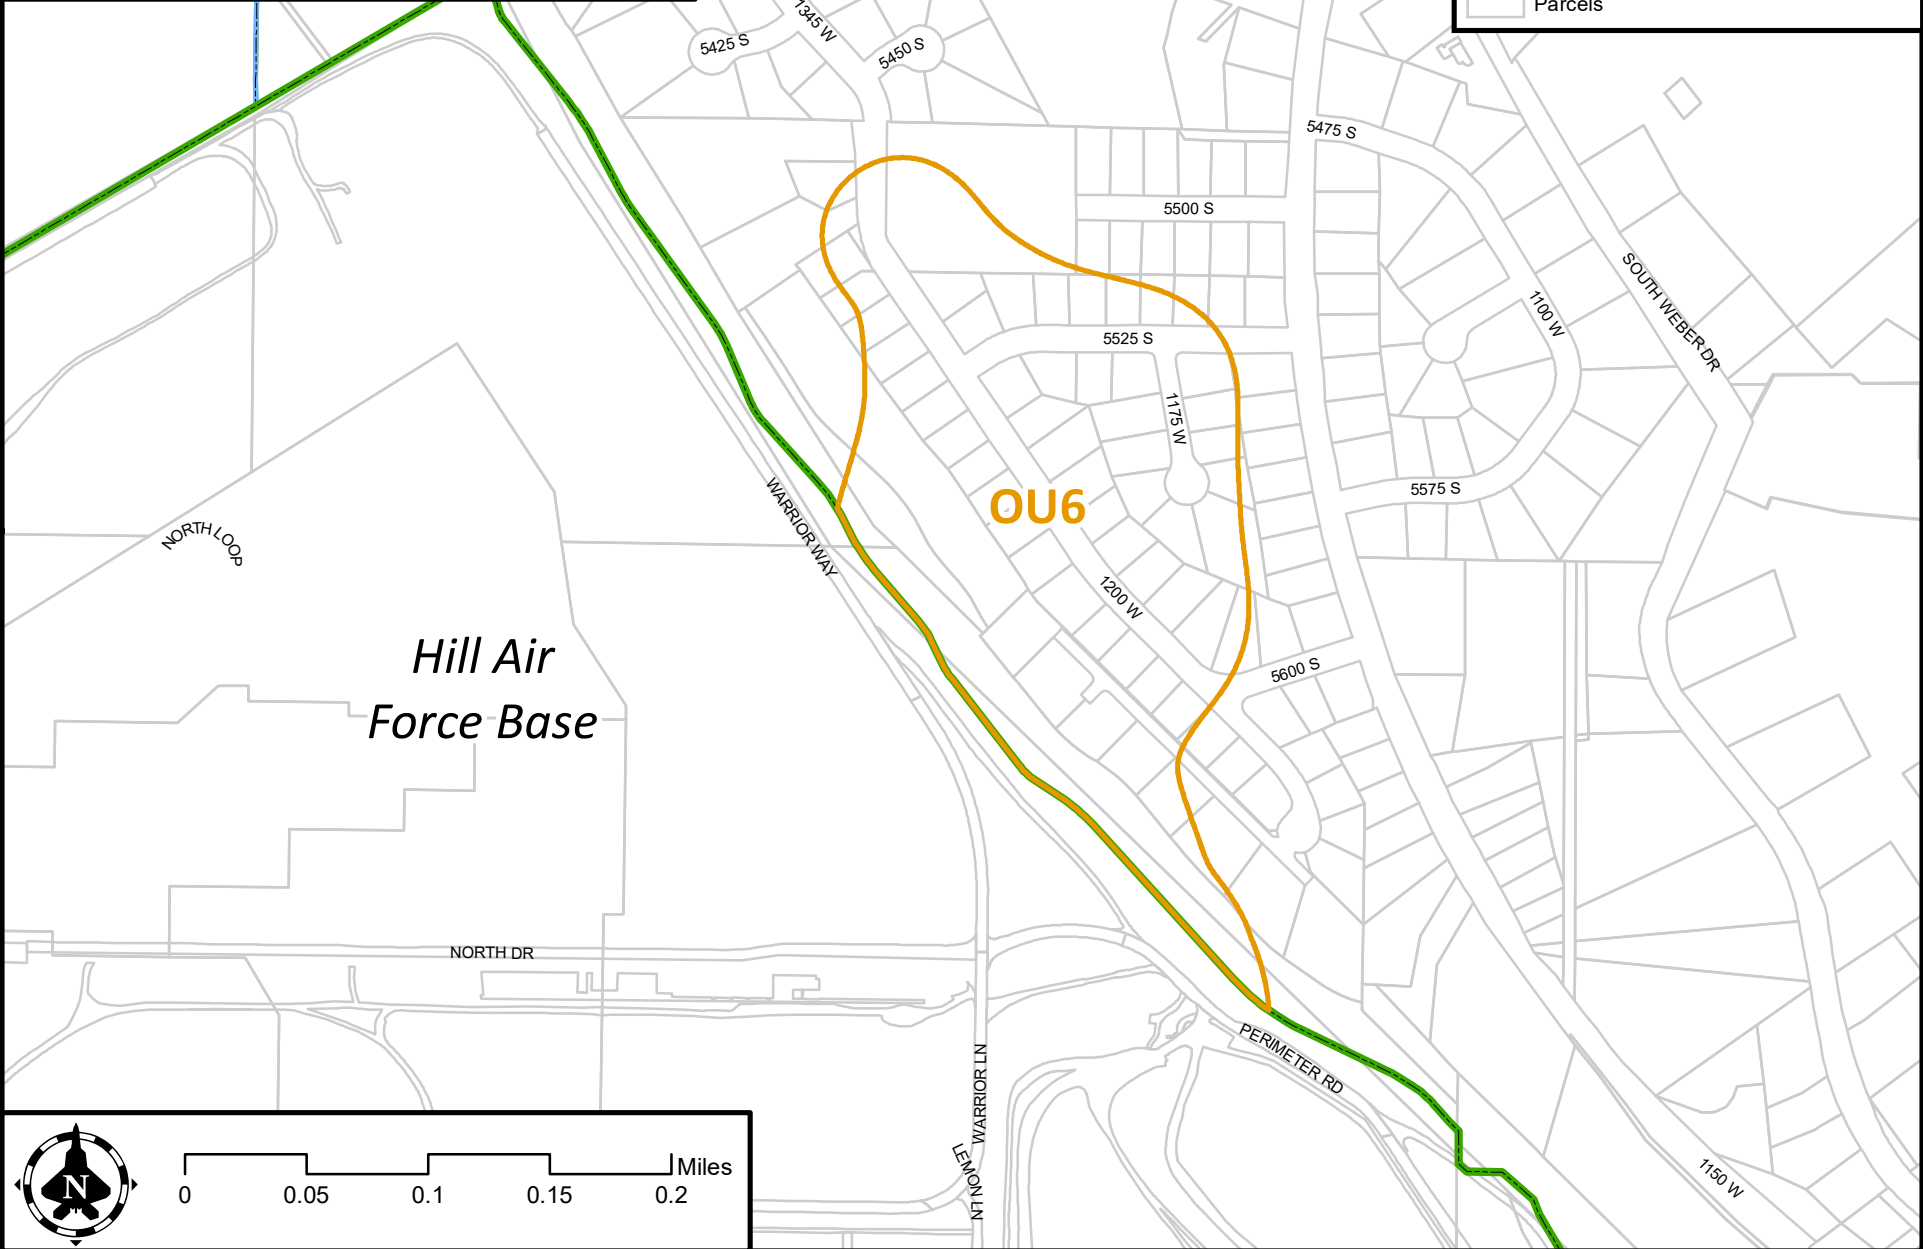 Parcels
1345 W
5425 S
5450 S
5475 S
5500 S
SOUTH WEBER DR
1100 W
5525 S
1175 W
5575 S
OU6
WARRIOR WAY
NORTH LOOP
1200 W
Hill Air
Force Base
5600 S
NORTH DR
PERIMETER RD
WARRIOR LN
LEMON LN
1150 W
N
Miles
0 0.05 0.1 0.15 0.2